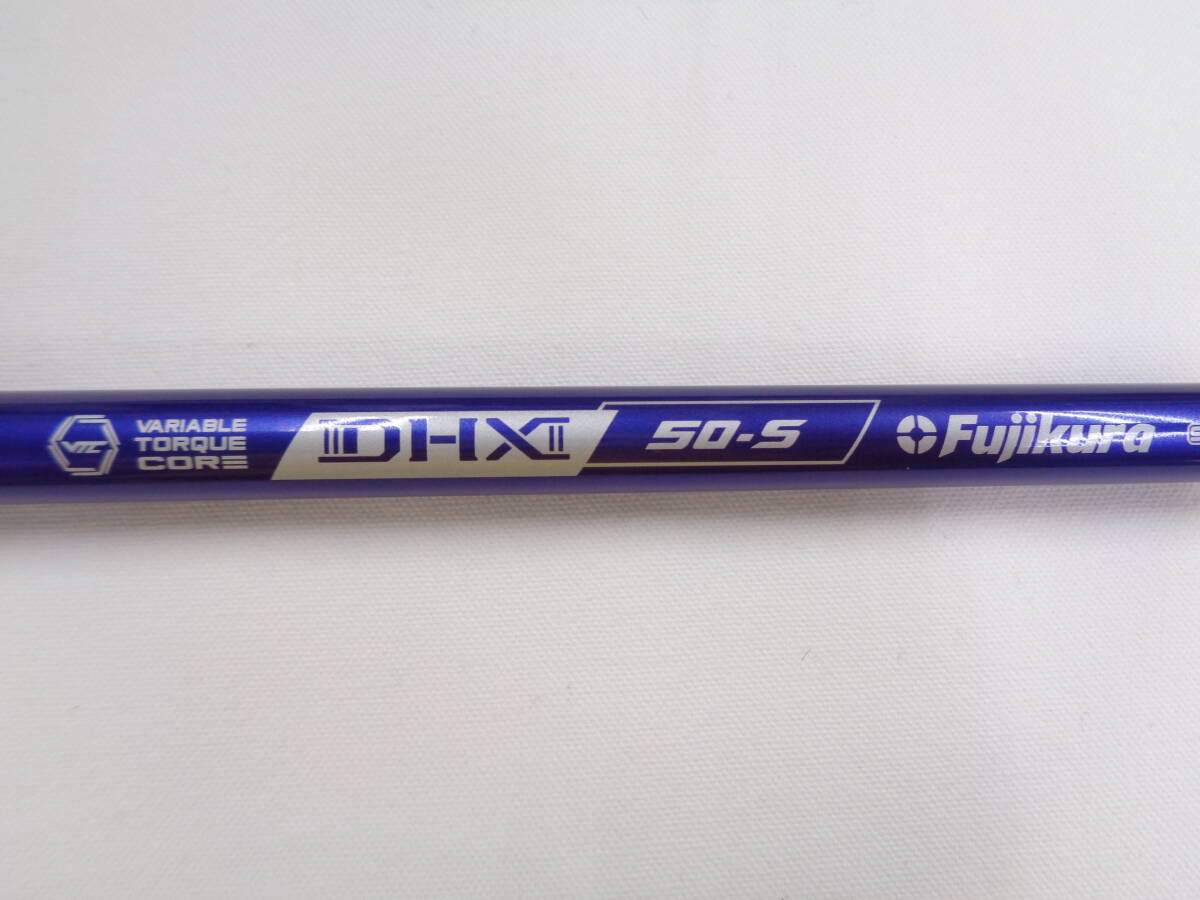 VTC
VARIABLE
TORQUE
CORE
DHX
50-S
Fujikura